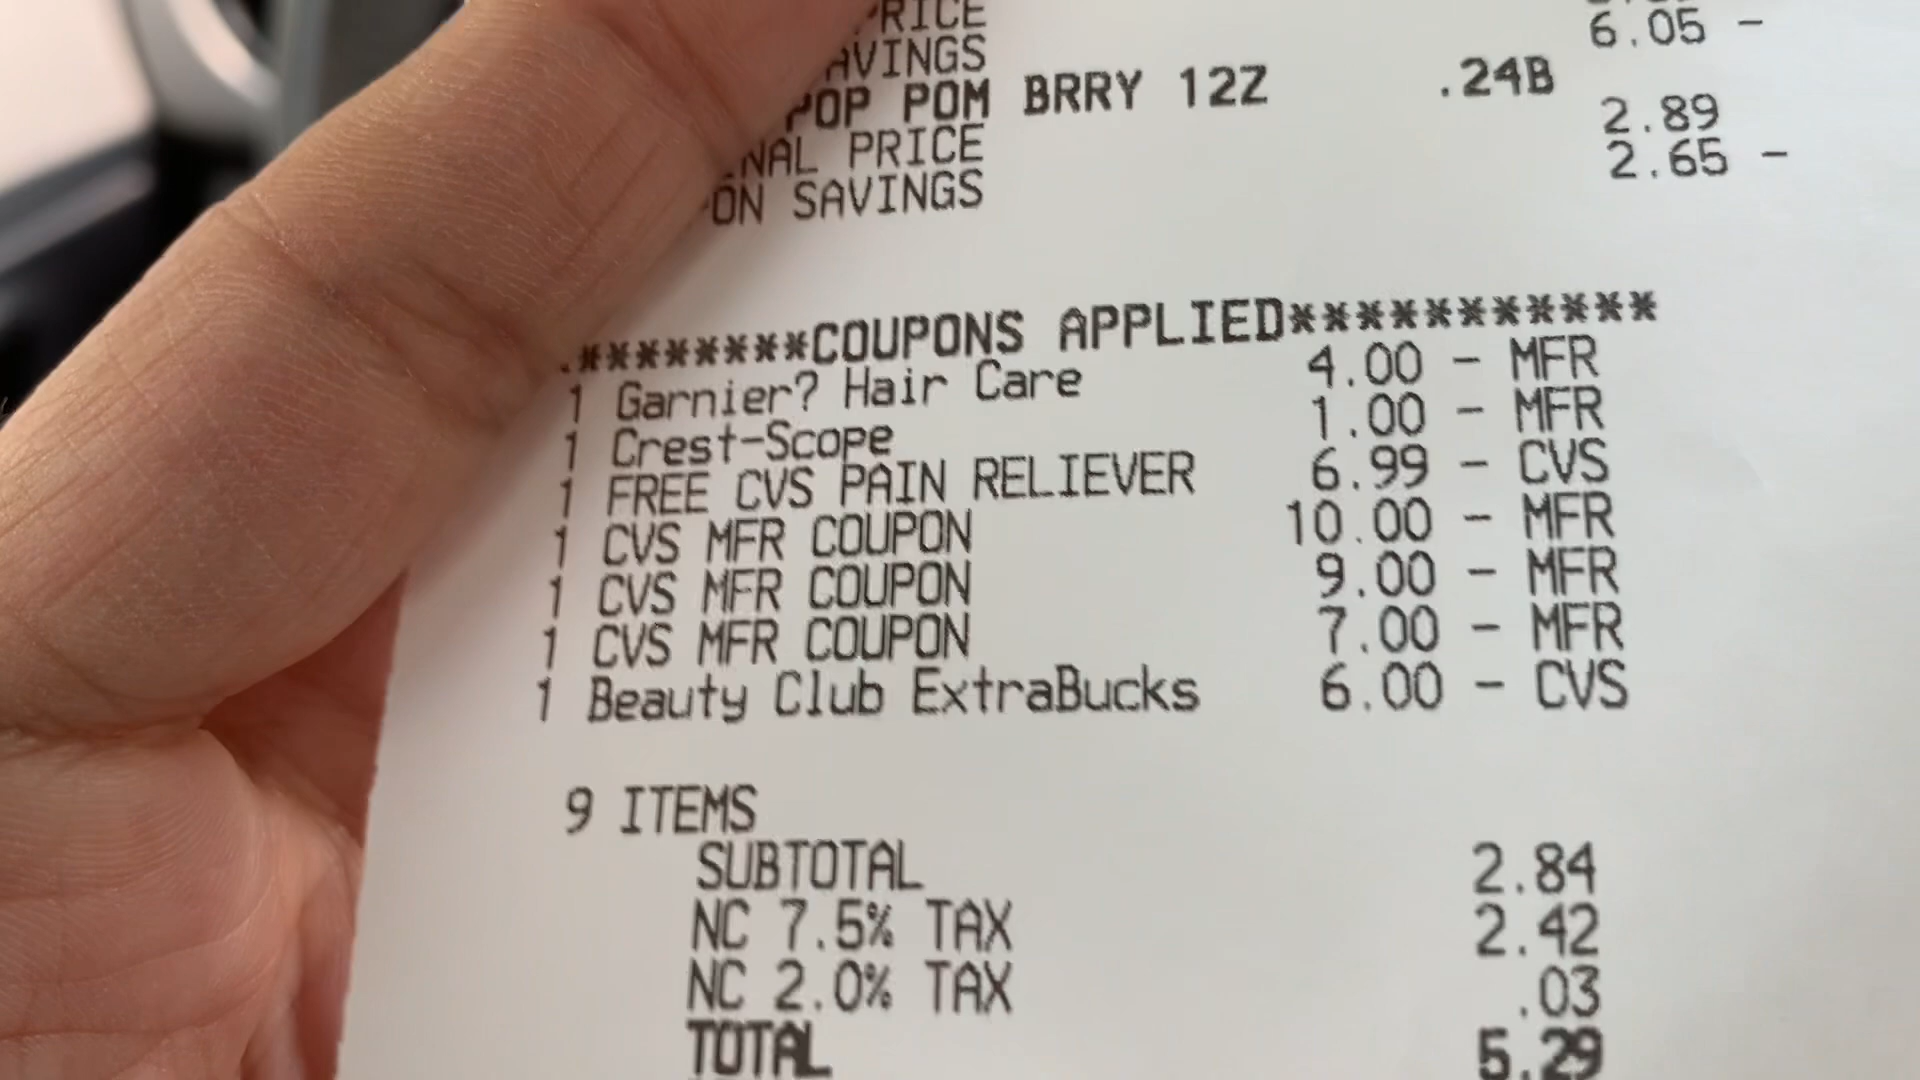 RICE 6.05 -
AVINGS
POP POM BRRY 12Z .24B
NAL PRICE 2.89
ON SAVINGS 2.65 -
********COUPONS APPLIED***********
1 Garnier? Hair Care 4.00 - MFR
1 Crest-Scope 1.00 - MFR
1 FREE CVS PAIN RELIEVER 6.99 - CVS
1 CVS MFR COUPON 10.00 - MFR
1 CVS MFR COUPON 9.00 - MFR
1 CVS MFR COUPON 7.00 - MFR
1 Beauty Club ExtraBucks 6.00 - CVS
9 ITEMS
SUBTOTAL 2.84
NC 7.5% TAX 2.42
NC 2.0% TAX .03
TOTAL 5.29